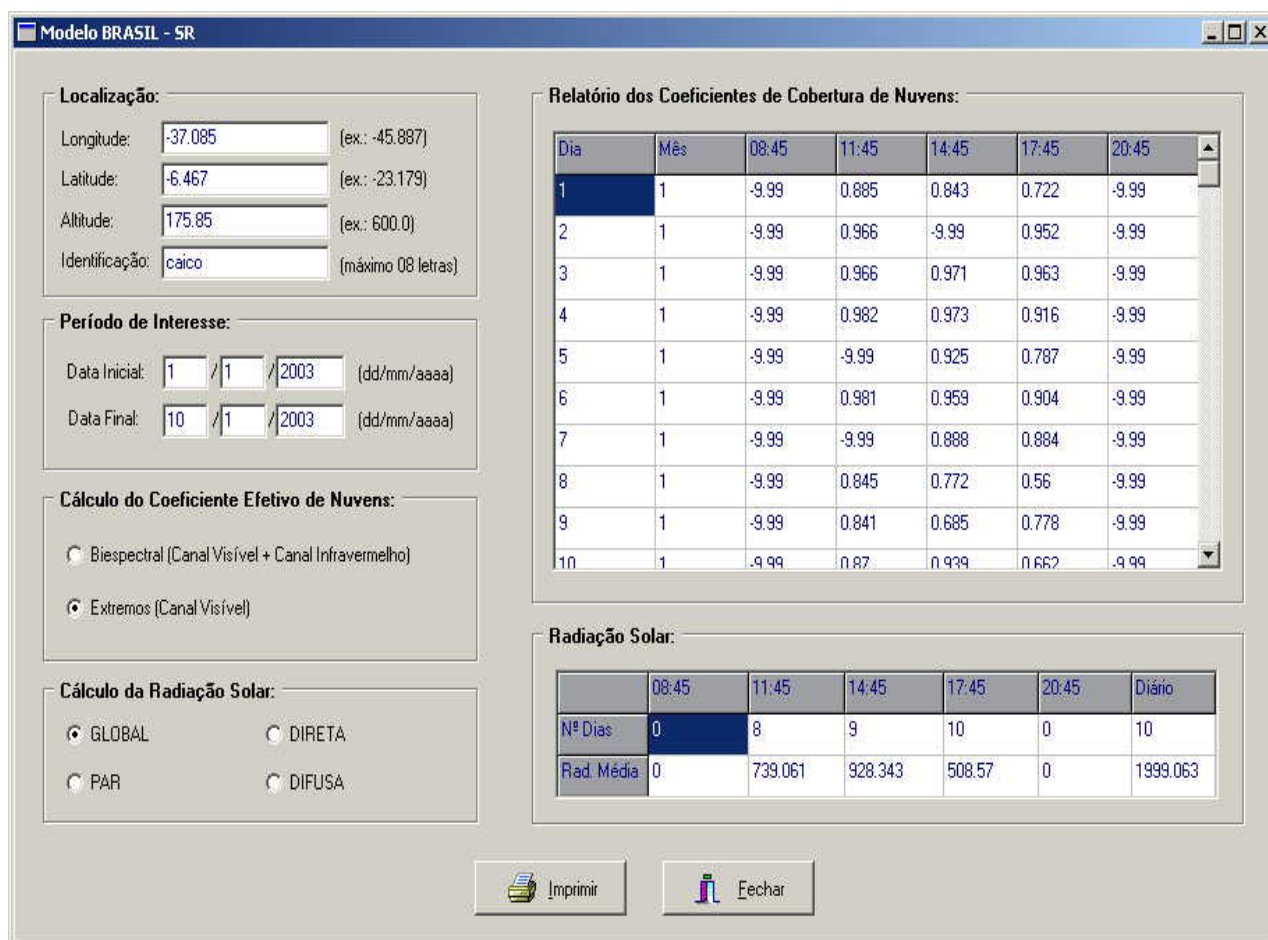 Modelo BRASIL - SR
Localização:
Longitude: -37.085 (ex.: -45.887)
Latitude: -6.467 (ex.: -23.179)
Altitude: 175.85 (ex.: 600.0)
Identificação: caico (máximo 08 letras)
Período de Interesse:
Data Inicial: 1 / 1 / 2003 (dd/mm/aaaa)
Data Final: 10 / 1 / 2003 (dd/mm/aaaa)
Cálculo do Coeficiente Efetivo de Nuvens:
Biespectral (Canal Visível + Canal Infravermelho)
Extremos (Canal Visível)
Cálculo da Radiação Solar:
GLOBAL DIRETA
PAR DIFUSA
Relatório dos Coeficientes de Cobertura de Nuvens:
Dia Mês 08:45 11:45 14:45 17:45 20:45
1 1 -9.99 0.885 0.843 0.722 -9.99
2 1 -9.99 0.966 -9.99 0.952 -9.99
3 1 -9.99 0.966 0.971 0.963 -9.99
4 1 -9.99 0.982 0.973 0.916 -9.99
5 1 -9.99 -9.99 0.925 0.787 -9.99
6 1 -9.99 0.981 0.959 0.904 -9.99
7 1 -9.99 -9.99 0.888 0.884 -9.99
8 1 -9.99 0.845 0.772 0.56 -9.99
9 1 -9.99 0.841 0.685 0.778 -9.99
10 1 -9.99 0.87 0.939 0.662 -9.99
Radiação Solar:
08:45 11:45 14:45 17:45 20:45 Diário
Nº Dias 0 8 9 10 0 10
Rad. Média 0 739.061 928.343 508.57 0 1999.063
Imprimir Fechar